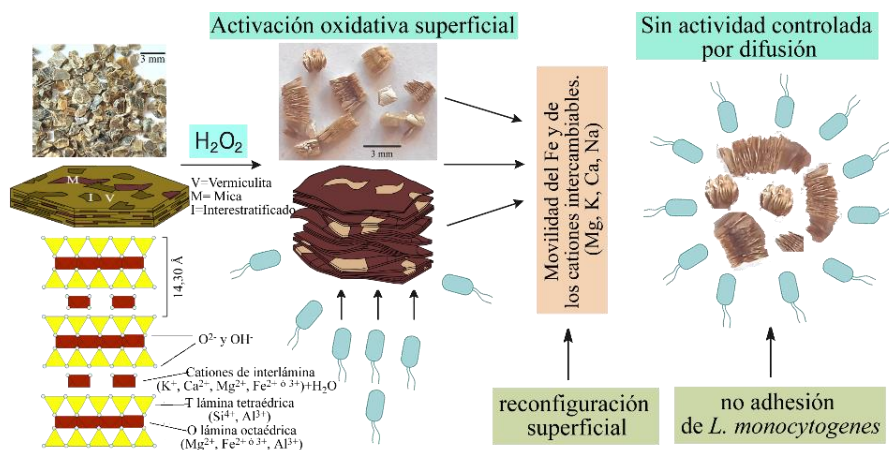 Activación oxidativa superficial
Sin actividad controlada
por difusión
3 mm
H₂O₂
3 mm
M
I
V
V=Vermiculita
M= Mica
I=Interestratificado
Movilidad del Fe y de
los cationes intercambiables.
(Mg, K, Ca, Na)
14,30 Å
O²⁻ y OH⁻
Cationes de interlámina
(K⁺, Ca²⁺, Mg²⁺, Fe²⁺ ᵒ́ ³⁺)+H₂O
T lámina tetraédrica
(Si⁴⁺, Al³⁺)
O lámina octaédrica
(Mg²⁺, Fe²⁺ ᵒ́ ³⁺, Al³⁺)
reconfiguración
superficial
no adhesión
de L. monocytogenes